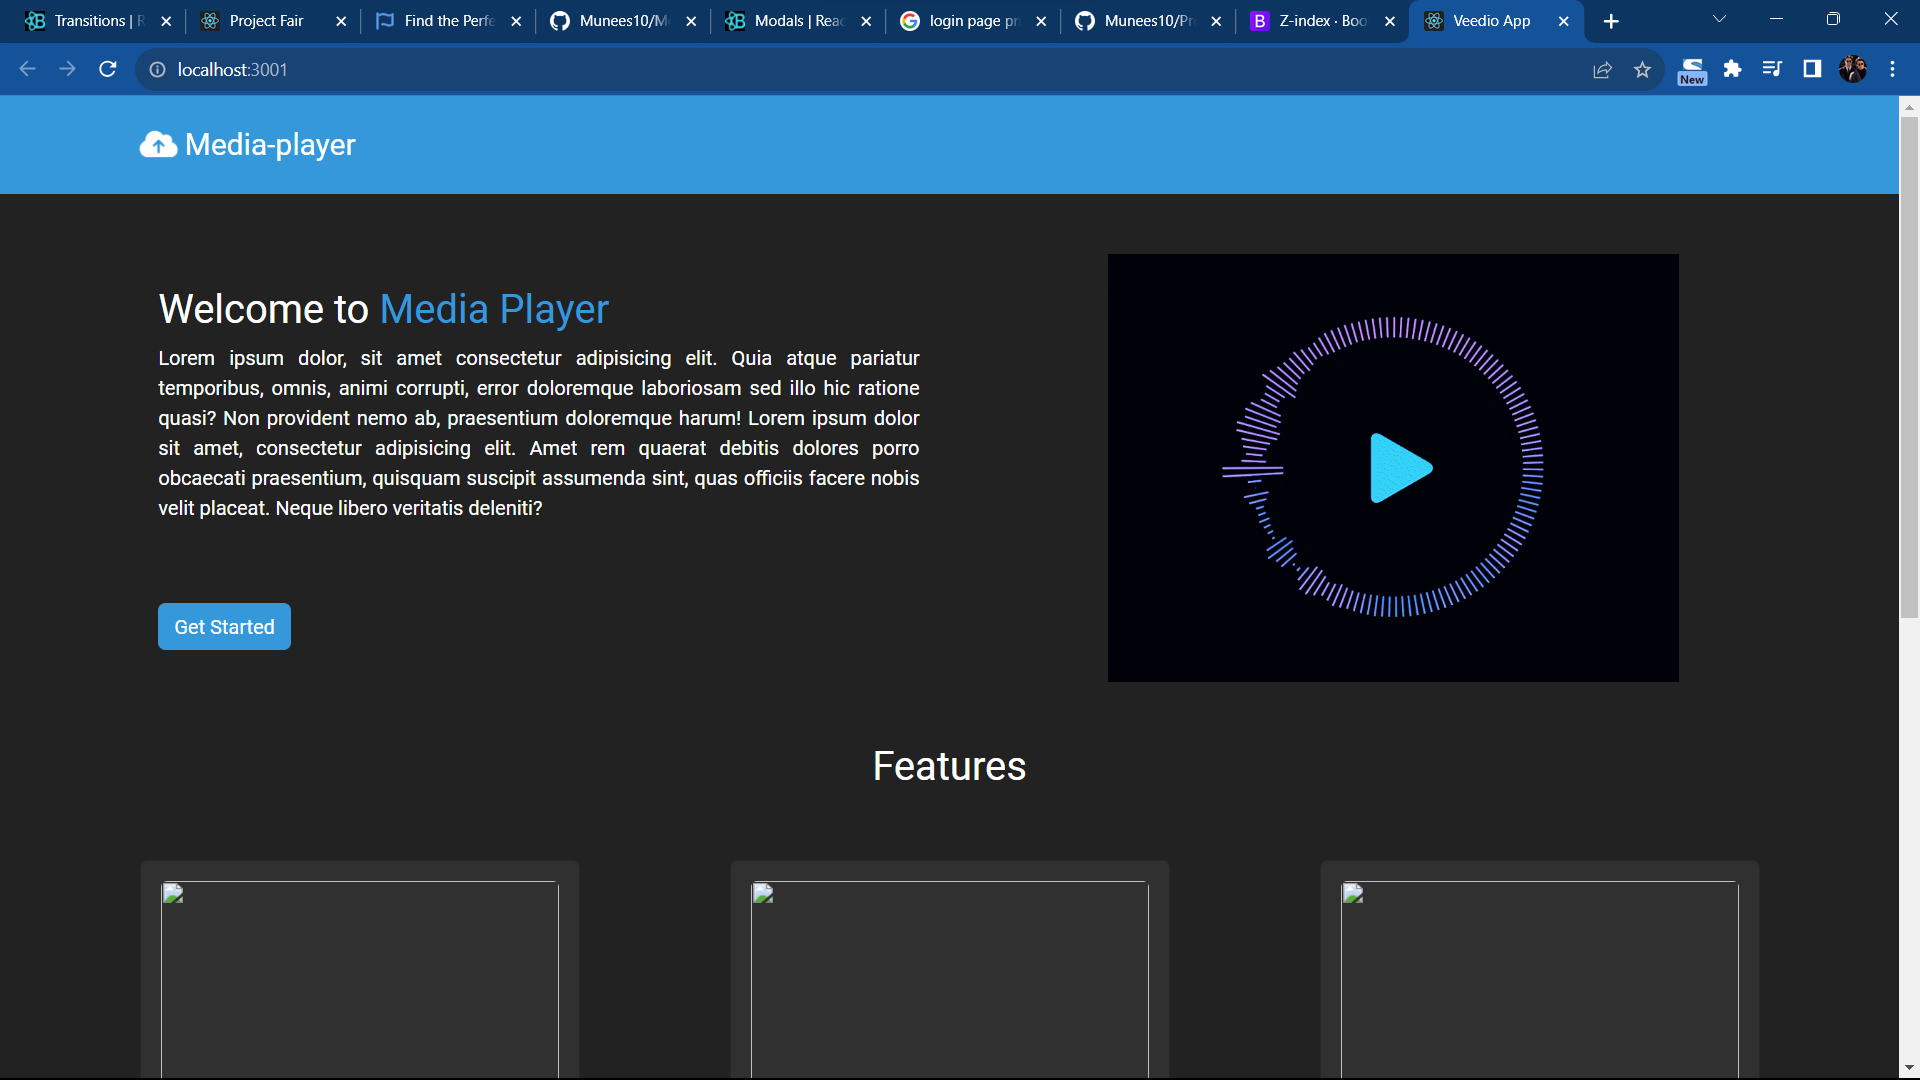 Transitions | R
Project Fair
Find the Perfe
Munees10/M
Modals | Reac
login page pr
Munees10/Pr
Z-index · Boo
Veedio App
localhost:3001
New
Media-player
Welcome to Media Player
Lorem ipsum dolor, sit amet consectetur adipisicing elit. Quia atque pariatur
temporibus, omnis, animi corrupti, error doloremque laboriosam sed illo hic ratione
quasi? Non provident nemo ab, praesentium doloremque harum! Lorem ipsum dolor
sit amet, consectetur adipisicing elit. Amet rem quaerat debitis dolores porro
obcaecati praesentium, quisquam suscipit assumenda sint, quas officiis facere nobis
velit placeat. Neque libero veritatis deleniti?
Get Started
Features